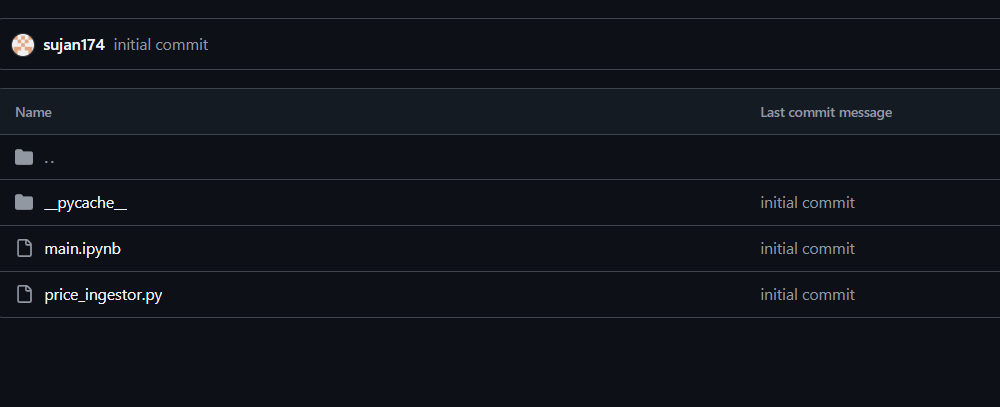 sujan174 initial commit
Name Last commit message
..
__pycache__ initial commit
main.ipynb initial commit
price_ingestor.py initial commit